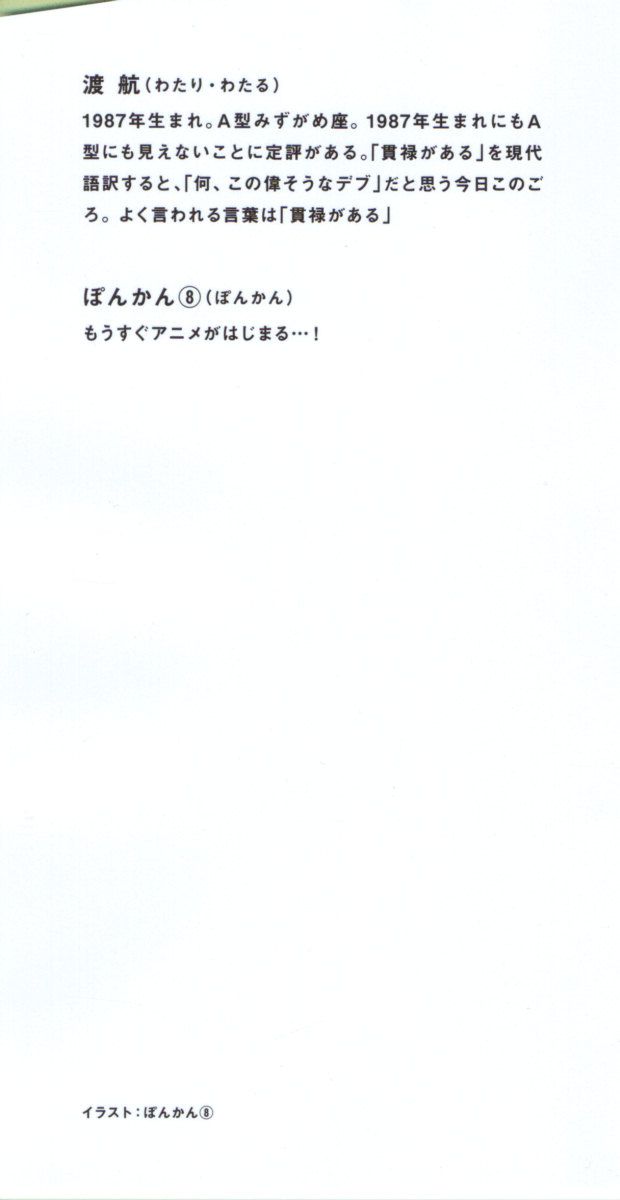 渡 航(わたり・わたる)
1987年生まれ。A型みずがめ座。1987年生まれにもA
型にも見えないことに定評がある。「貫禄がある」を現代
語訳すると、「何、この偉そうなデブ」だと思う今日このご
ろ。よく言われる言葉は「貫禄がある」
ぽんかん⑧(ぽんかん)
もうすぐアニメがはじまる…!
イラスト:ぽんかん⑧